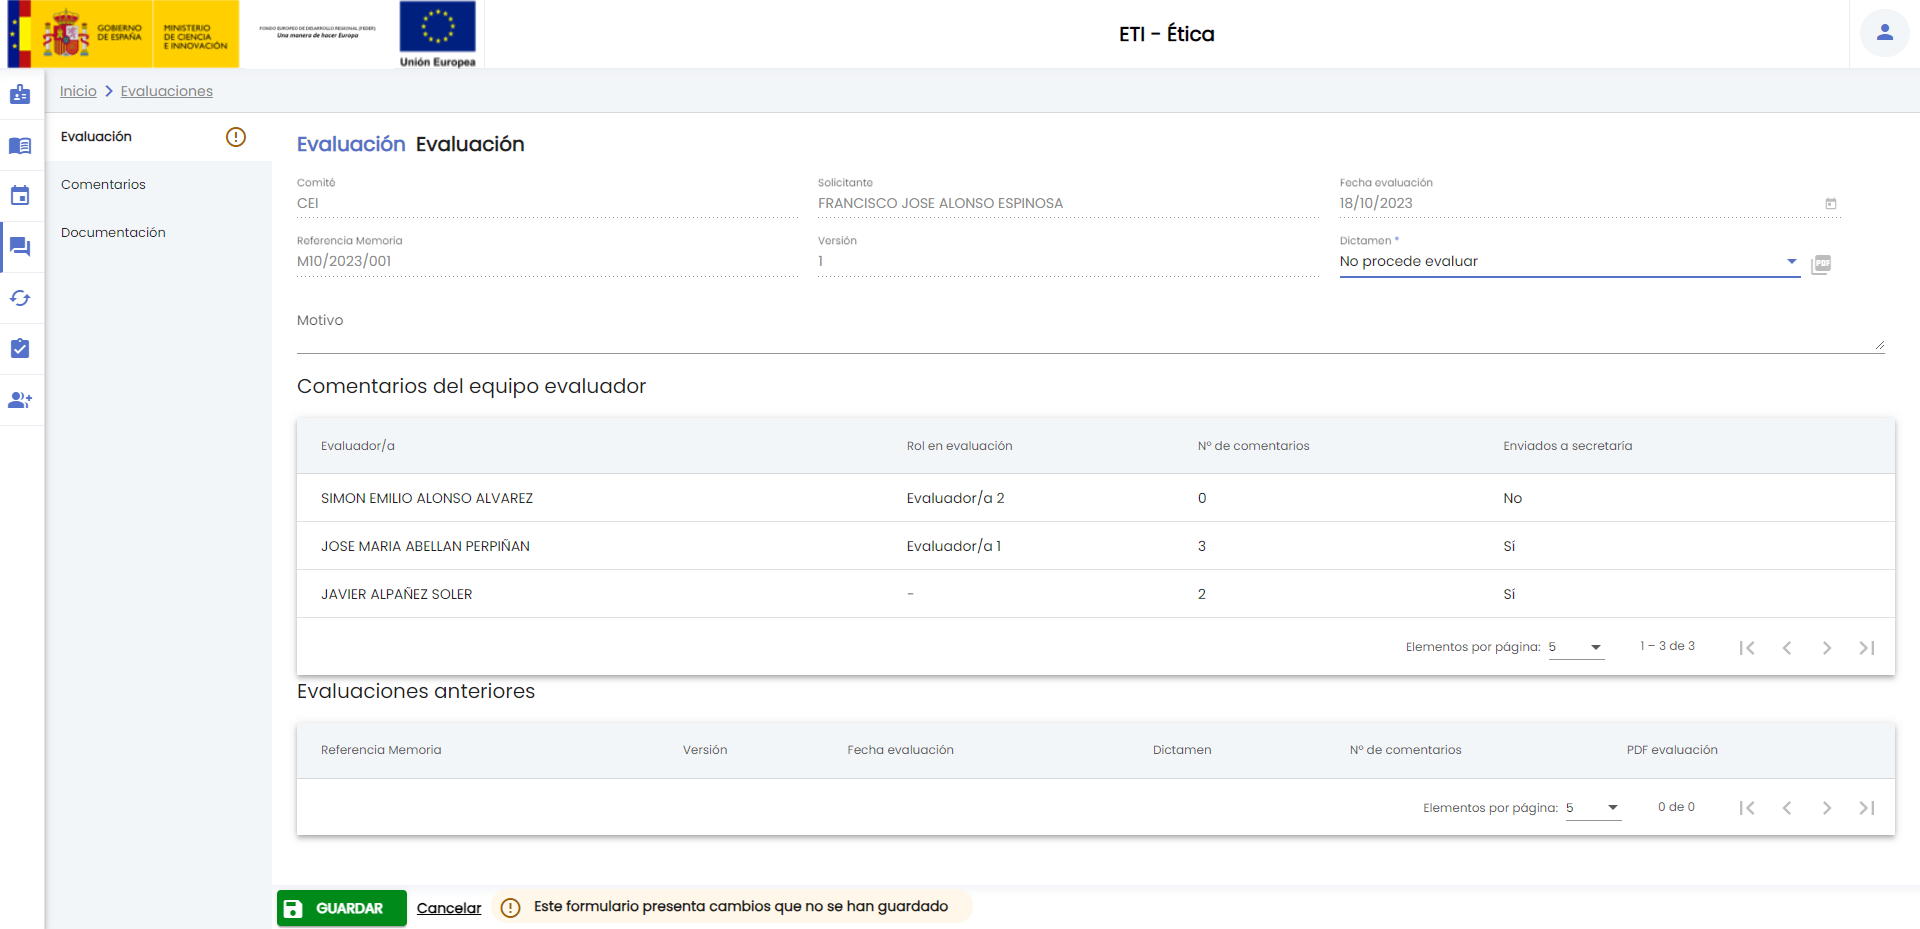 GOBIERNO
DE ESPAÑA
MINISTERIO
DE CIENCIA
E INNOVACIÓN
FONDO EUROPEO DE DESARROLLO REGIONAL (FEDER)
Una manera de hacer Europa
Unión Europea
ETI - Ética
Inicio
Evaluaciones
Evaluación
Comentarios
Documentación
Evaluación Evaluación
Comité
CEI
Solicitante
FRANCISCO JOSE ALONSO ESPINOSA
Fecha evaluación
18/10/2023
Referencia Memoria
M10/2023/001
Versión
1
Dictamen *
No procede evaluar
PDF
Motivo
Comentarios del equipo evaluador
Evaluador/a Rol en evaluación Nº de comentarios Enviados a secretaría
SIMON EMILIO ALONSO ALVAREZ Evaluador/a 2 0 No
JOSE MARIA ABELLAN PERPIÑAN Evaluador/a 1 3 Sí
JAVIER ALPAÑEZ SOLER - 2 Sí
Elementos por página: 5 1 – 3 de 3
Evaluaciones anteriores
Referencia Memoria Versión Fecha evaluación Dictamen Nº de comentarios PDF evaluación
Elementos por página: 5 0 de 0
GUARDAR
Cancelar
Este formulario presenta cambios que no se han guardado